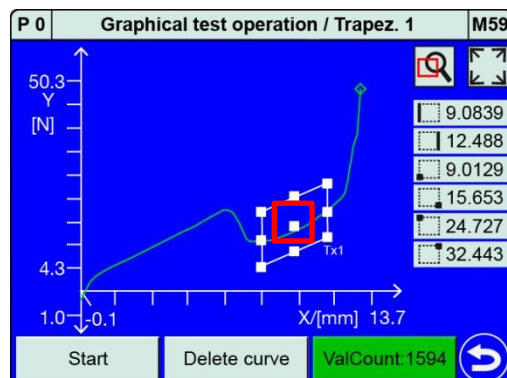 P 0 Graphical test operation / Trapez. 1 M59
50.3
Y
[N]
9.0839
12.488
9.0129
15.653
24.727
32.443
Tx1
4.3
1.0 -0.1 X/[mm] 13.7
Start Delete curve ValCount:1594